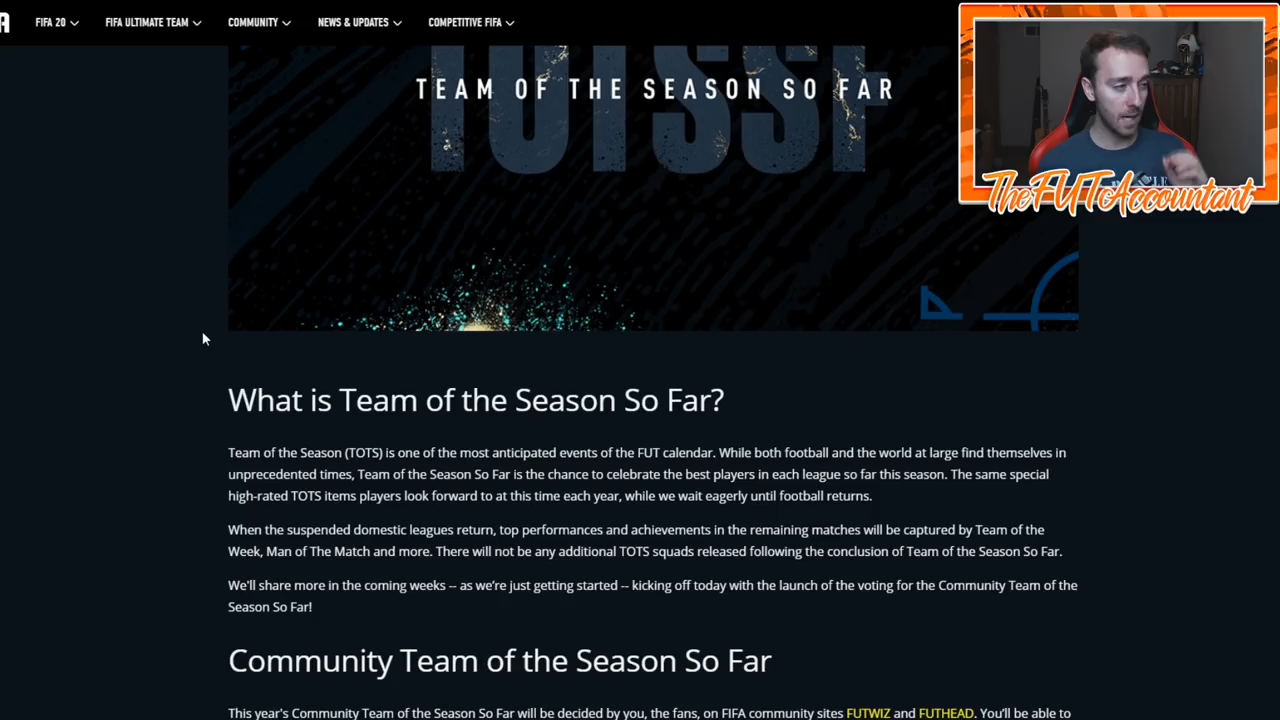 FIFA 20 FIFA ULTIMATE TEAM COMMUNITY NEWS & UPDATES COMPETITIVE FIFA
TOTSSF
TEAM OF THE SEASON SO FAR
TheFUTAccountant
What is Team of the Season So Far?
Team of the Season (TOTS) is one of the most anticipated events of the FUT calendar. While both football and the world at large find themselves in
unprecedented times, Team of the Season So Far is the chance to celebrate the best players in each league so far this season. The same special
high-rated TOTS items players look forward to at this time each year, while we wait eagerly until football returns.
When the suspended domestic leagues return, top performances and achievements in the remaining matches will be captured by Team of the
Week, Man of The Match and more. There will not be any additional TOTS squads released following the conclusion of Team of the Season So Far.
We'll share more in the coming weeks -- as we're just getting started -- kicking off today with the launch of the voting for the Community Team of the
Season So Far!
Community Team of the Season So Far
This year's Community Team of the Season So Far will be decided by you, the fans, on FIFA community sites FUTWIZ and FUTHEAD. You'll be able to